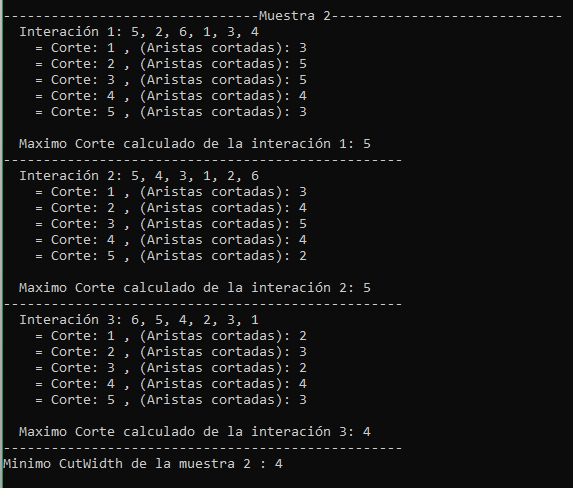 --------------------------------Muestra 2-----------------------------
Interación 1: 5, 2, 6, 1, 3, 4
= Corte: 1 , (Aristas cortadas): 3
= Corte: 2 , (Aristas cortadas): 5
= Corte: 3 , (Aristas cortadas): 5
= Corte: 4 , (Aristas cortadas): 4
= Corte: 5 , (Aristas cortadas): 3
Maximo Corte calculado de la interación 1: 5
--------------------------------------------------
Interación 2: 5, 4, 3, 1, 2, 6
= Corte: 1 , (Aristas cortadas): 3
= Corte: 2 , (Aristas cortadas): 4
= Corte: 3 , (Aristas cortadas): 5
= Corte: 4 , (Aristas cortadas): 4
= Corte: 5 , (Aristas cortadas): 2
Maximo Corte calculado de la interación 2: 5
--------------------------------------------------
Interación 3: 6, 5, 4, 2, 3, 1
= Corte: 1 , (Aristas cortadas): 2
= Corte: 2 , (Aristas cortadas): 3
= Corte: 3 , (Aristas cortadas): 2
= Corte: 4 , (Aristas cortadas): 4
= Corte: 5 , (Aristas cortadas): 3
Maximo Corte calculado de la interación 3: 4
--------------------------------------------------
Minimo CutWidth de la muestra 2 : 4